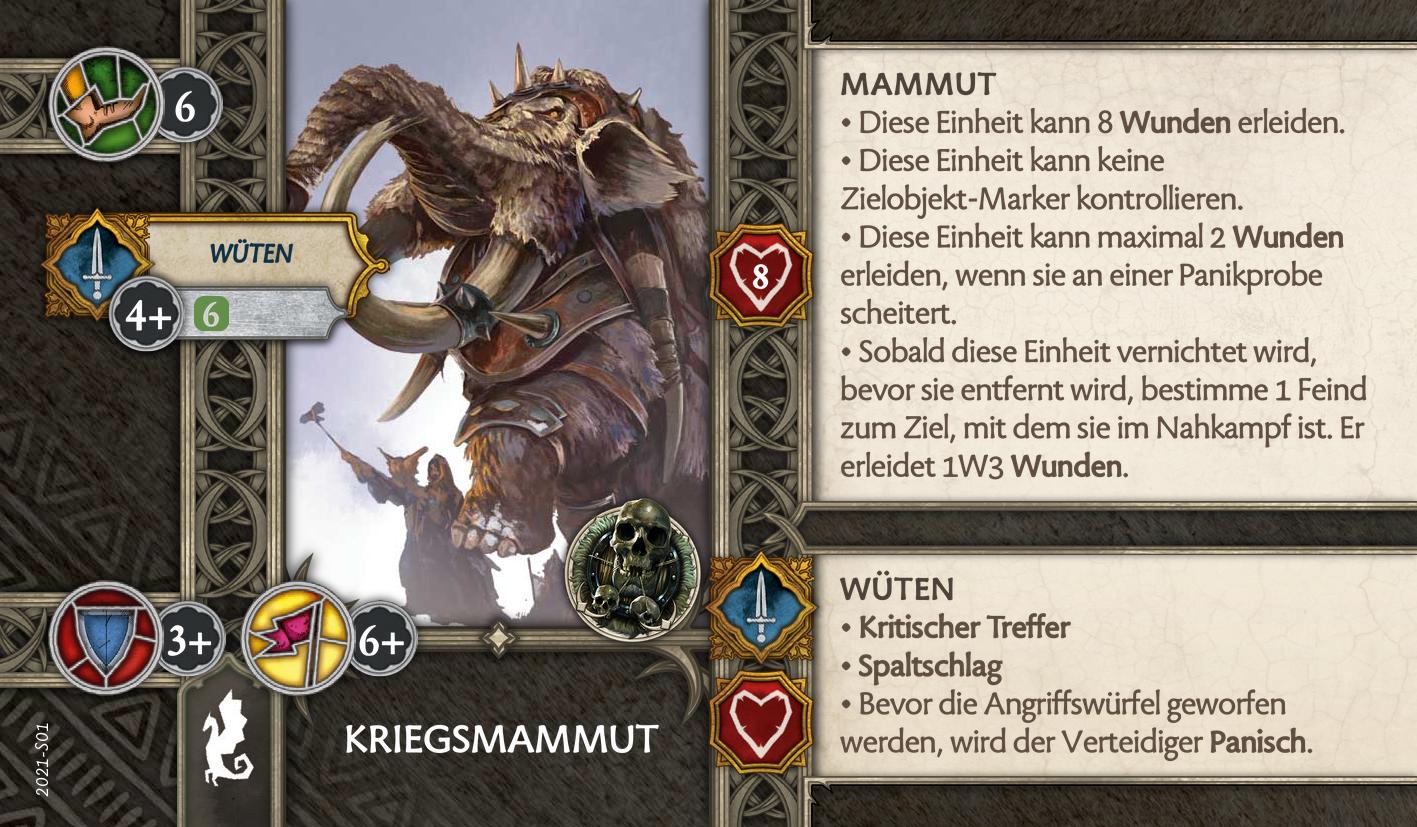 6
WÜTEN
4+ 6
3+ 6+
2021-S01
KRIEGSMAMMUT
8
MAMMUT
• Diese Einheit kann 8 Wunden erleiden.
• Diese Einheit kann keine
Zielobjekt-Marker kontrollieren.
• Diese Einheit kann maximal 2 Wunden
erleiden, wenn sie an einer Panikprobe
scheitert.
• Sobald diese Einheit vernichtet wird,
bevor sie entfernt wird, bestimme 1 Feind
zum Ziel, mit dem sie im Nahkampf ist. Er
erleidet 1W3 Wunden.
WÜTEN
• Kritischer Treffer
• Spaltschlag
• Bevor die Angriffswürfel geworfen
werden, wird der Verteidiger Panisch.